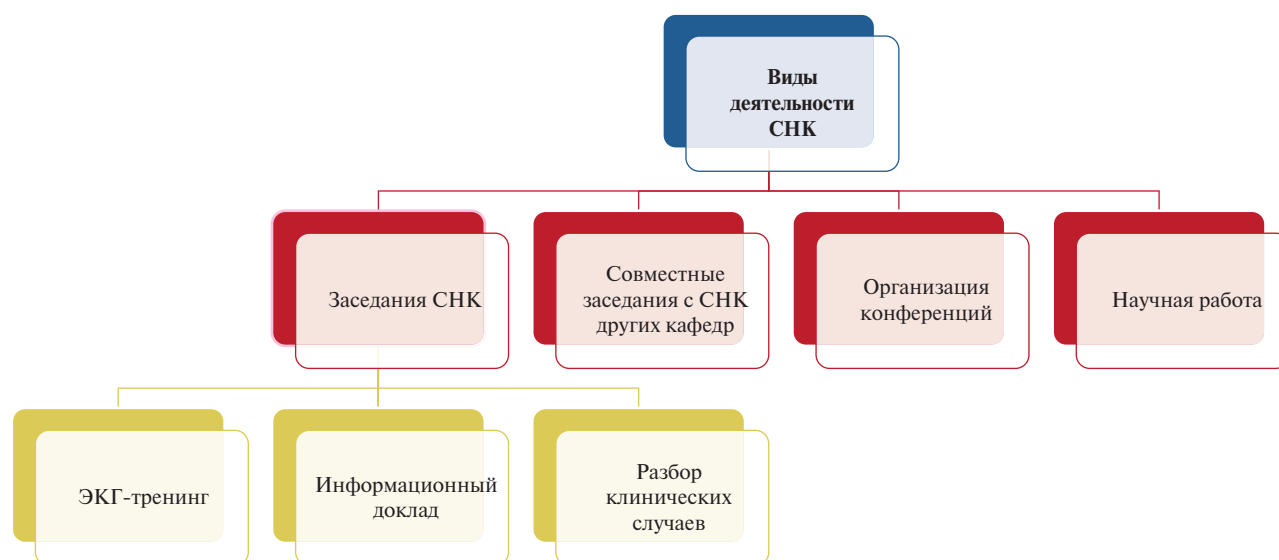 Виды
деятельности
СНК
Заседания СНК
Совместные
заседания с СНК
других кафедр
Организация
конференций
Научная работа
ЭКГ-тренинг
Информационный
доклад
Разбор
клинических
случаев